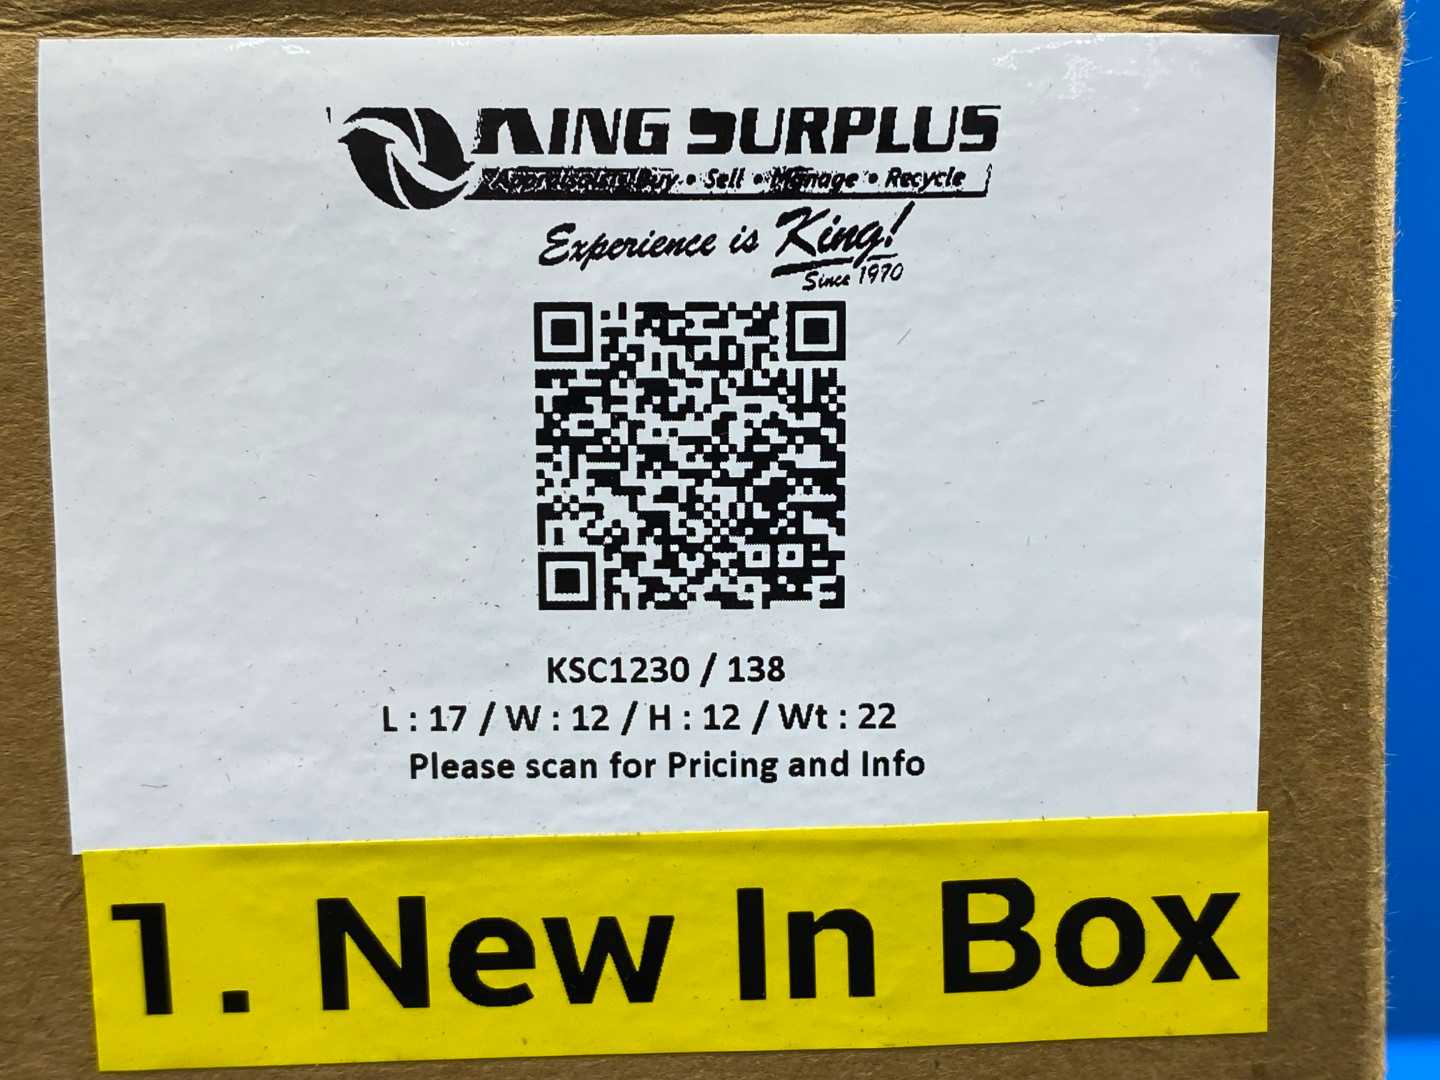 KING SURPLUS
Appraisals • Buy • Sell • Manage • Recycle
Experience is King!
Since 1970
KSC1230 / 138
L : 17 / W : 12 / H : 12 / Wt : 22
Please scan for Pricing and Info
1. New In Box